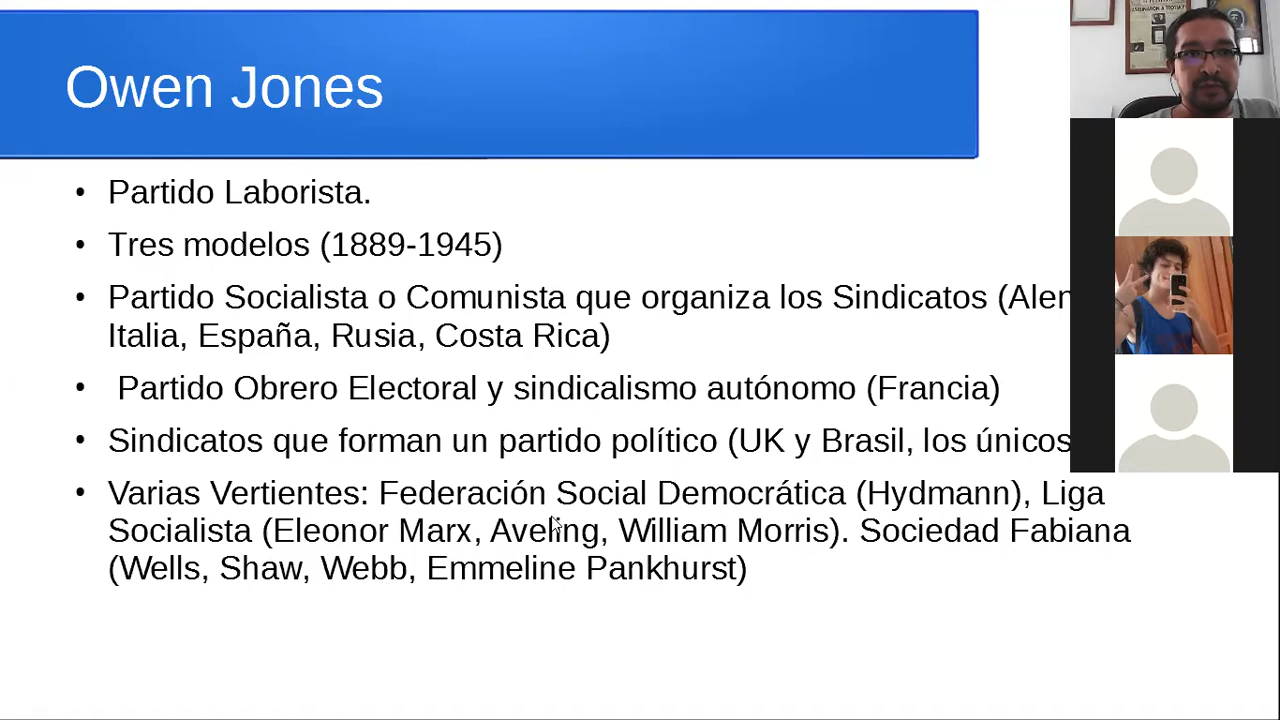 Owen Jones
• Partido Laborista.
• Tres modelos (1889-1945)
• Partido Socialista o Comunista que organiza los Sindicatos
Italia, España, Rusia, Costa Rica)
• Partido Obrero Electoral y sindicalismo autónomo (Francia)
• Sindicatos que forman un partido político (UK y Brasil, los únicos
• Varias Vertientes: Federación Social Democrática (Hydmann), Liga
Socialista (Eleonor Marx, Aveling, William Morris). Sociedad Fabiana
(Wells, Shaw, Webb, Emmeline Pankhurst)